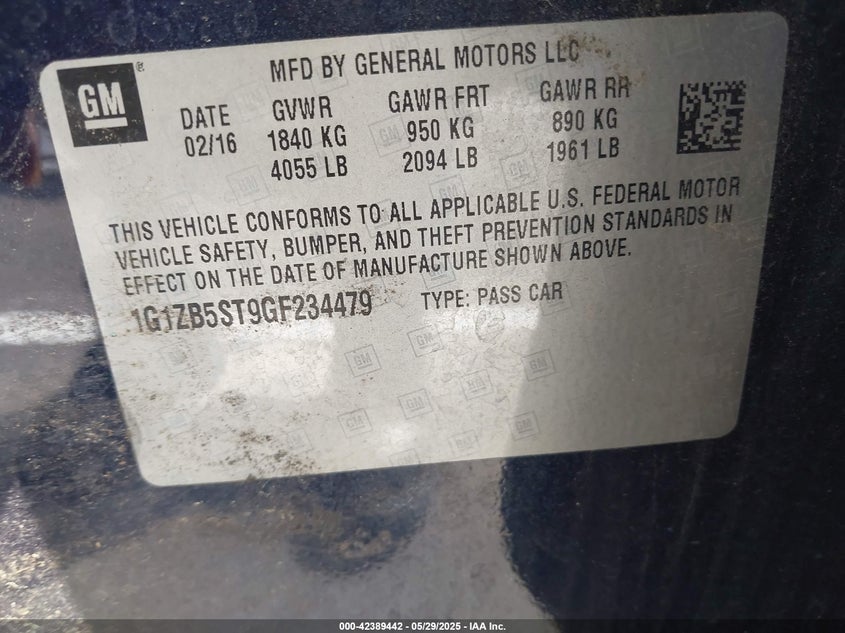 GM
MFD BY GENERAL MOTORS LLC
DATE GVWR GAWR FRT GAWR RR
02/16 1840 KG 950 KG 890 KG
4055 LB 2094 LB 1961 LB
THIS VEHICLE CONFORMS TO ALL APPLICABLE U.S. FEDERAL MOTOR
VEHICLE SAFETY, BUMPER, AND THEFT PREVENTION STANDARDS IN
EFFECT ON THE DATE OF MANUFACTURE SHOWN ABOVE.
1G1ZB5ST9GF234479 TYPE: PASS CAR
000-42389442 - 05/29/2025 - IAA Inc.